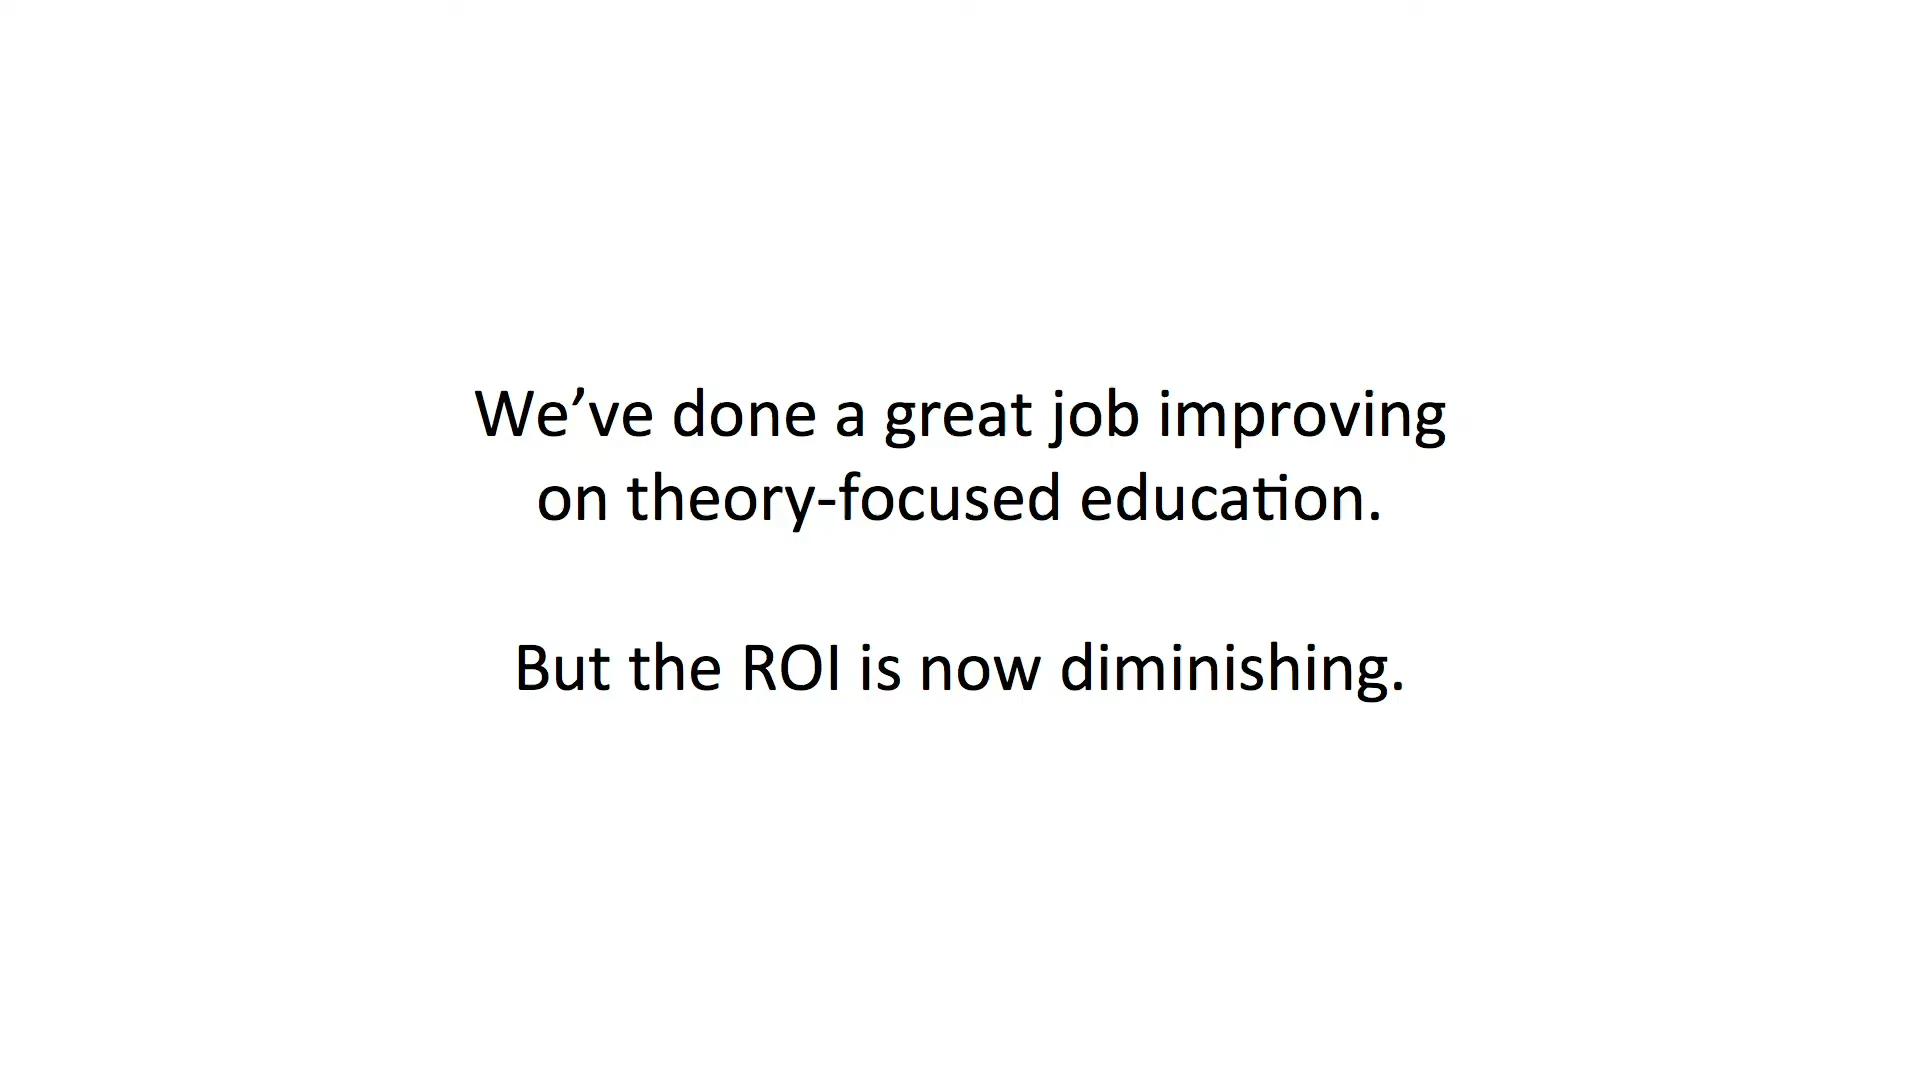 We’ve done a great job improving
on theory-focused education.
But the ROI is now diminishing.